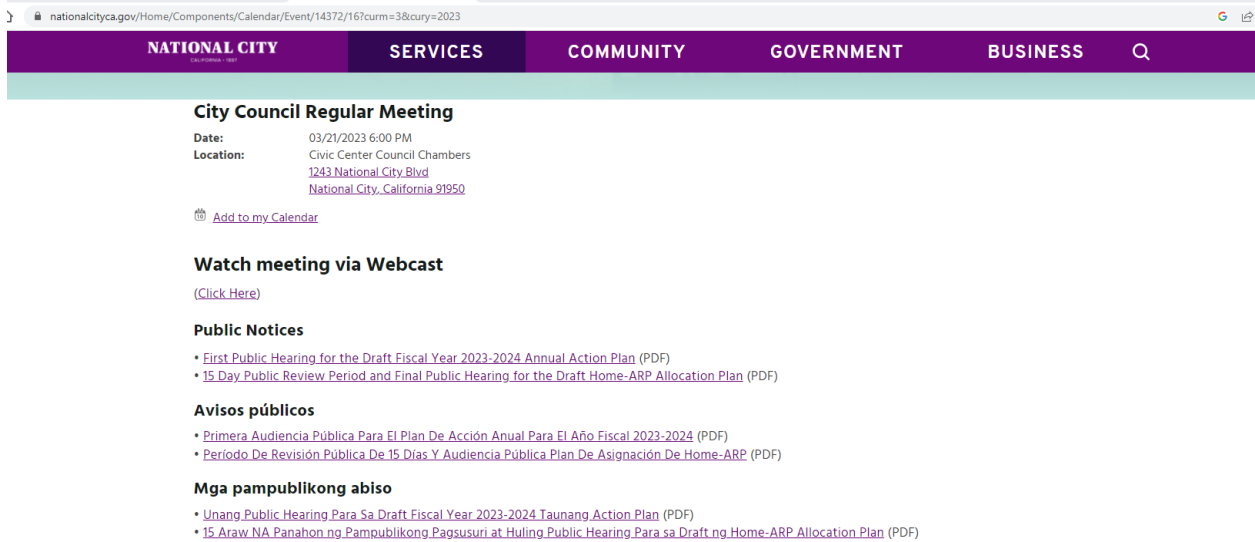 nationalcityca.gov/Home/Components/Calendar/Event/14372/16?curm=3&cury=2023
NATIONAL CITY SERVICES COMMUNITY GOVERNMENT BUSINESS
CALIFORNIA • 1887
City Council Regular Meeting
Date: 03/21/2023 6:00 PM
Location: Civic Center Council Chambers
1243 National City Blvd
National City, California 91950
Add to my Calendar
Watch meeting via Webcast
(Click Here)
Public Notices
• First Public Hearing for the Draft Fiscal Year 2023-2024 Annual Action Plan (PDF)
• 15 Day Public Review Period and Final Public Hearing for the Draft Home-ARP Allocation Plan (PDF)
Avisos públicos
• Primera Audiencia Pública Para El Plan De Acción Anual Para El Año Fiscal 2023-2024 (PDF)
• Período De Revisión Pública De 15 Días Y Audiencia Pública Plan De Asignación De Home-ARP (PDF)
Mga pampublikong abiso
• Unang Public Hearing Para Sa Draft Fiscal Year 2023-2024 Taunang Action Plan (PDF)
• 15 Araw NA Panahon ng Pampublikong Pagsusuri at Huling Public Hearing Para sa Draft ng Home-ARP Allocation Plan (PDF)